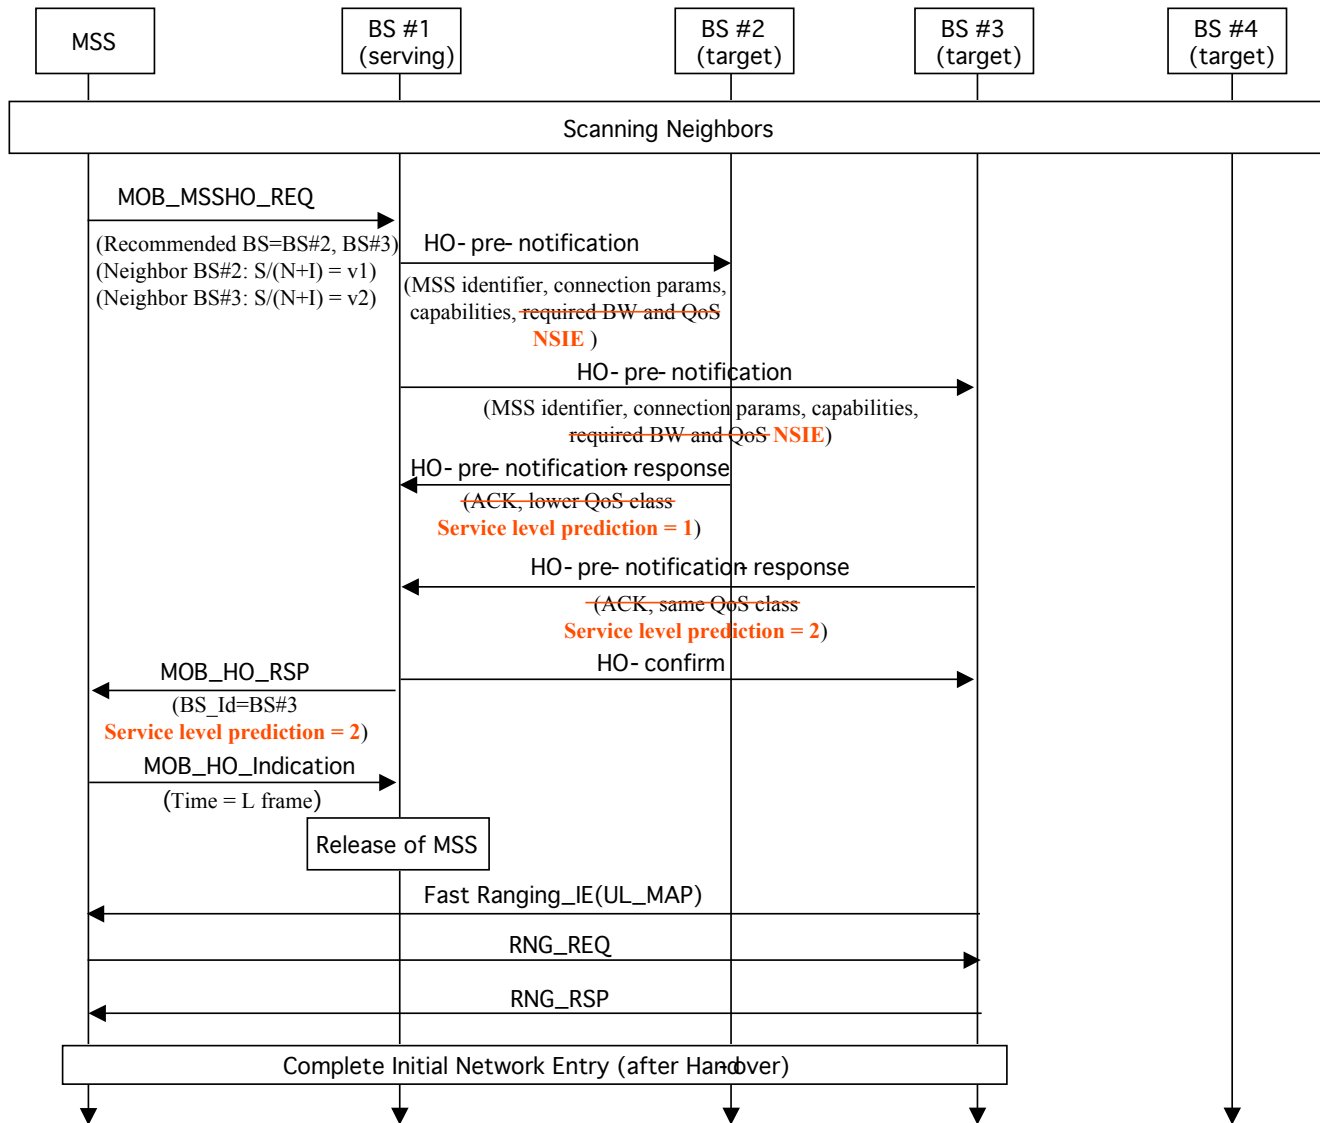 MSS
BS #1
(serving)
BS #2
(target)
BS #3
(target)
BS #4
(target)
Scanning Neighbors
MOB_MSSHO_REQ
(Recommended BS=BS#2, BS#3)
(Neighbor BS#2: S/(N+I) = v1)
(Neighbor BS#3: S/(N+I) = v2)
HO-pre-notification
(MSS identifier, connection params,
capabilities, required BW and QoS
NSIE )
HO-pre-notification
(MSS identifier, connection params, capabilities,
required BW and QoS NSIE)
HO-pre-notification-response
(ACK, lower QoS class
Service level prediction = 1)
HO-pre-notification-response
(ACK, same QoS class
Service level prediction = 2)
HO-confirm
MOB_HO_RSP
(BS_Id=BS#3
Service level prediction = 2)
MOB_HO_Indication
(Time = L frame)
Release of MSS
Fast Ranging_IE(UL_MAP)
RNG_REQ
RNG_RSP
Complete Initial Network Entry (after Hand-over)